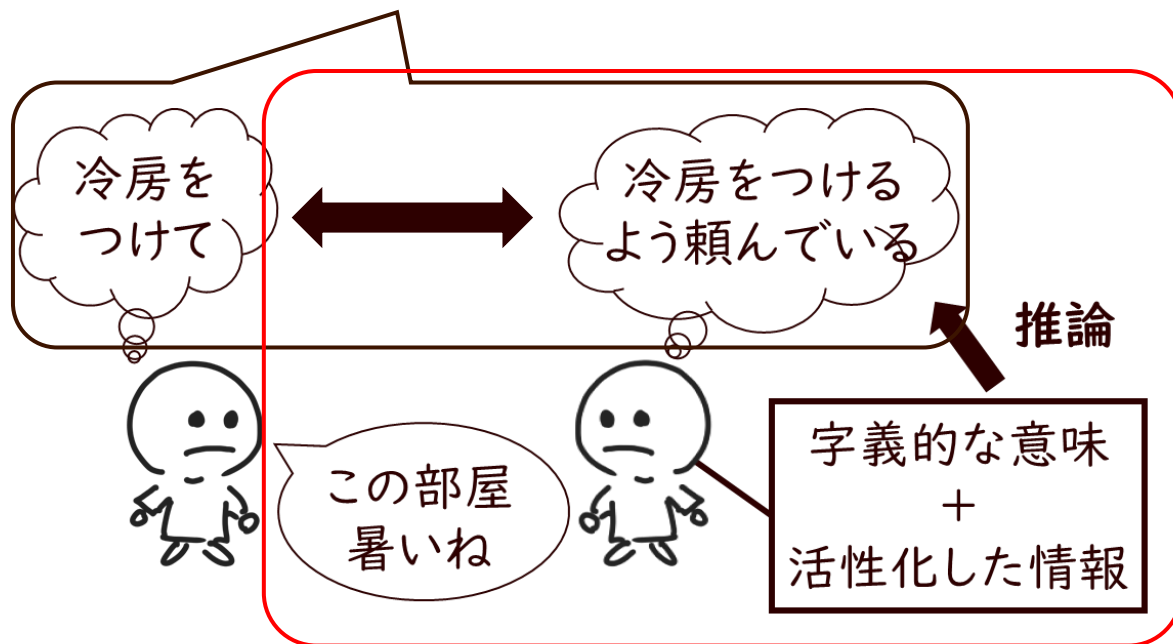 冷房を
つけて
冷房をつける
よう頼んでいる
推論
この部屋
暑いね
字義的な意味
+
活性化した情報